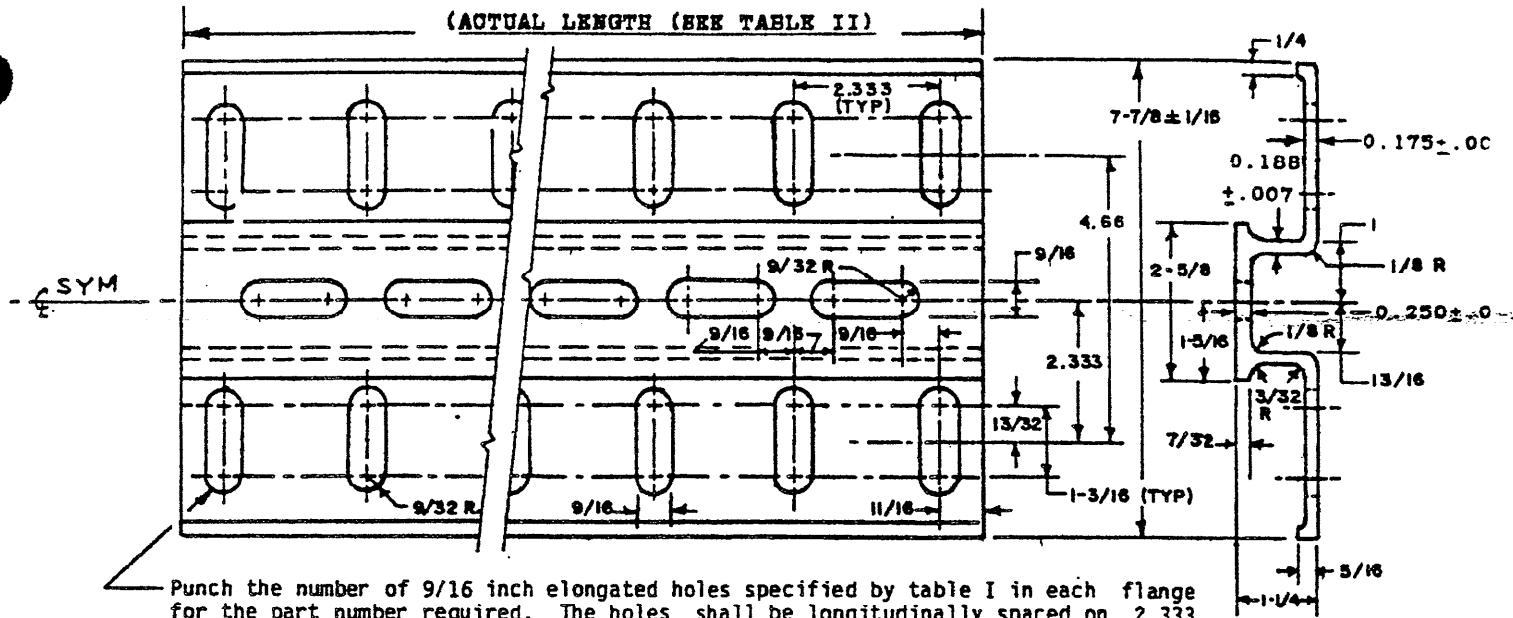 (ACTUAL LENGTH (SEE TABLE II)
1/4
2.333
(TYP)
7-7/8±1/16
0.175±.00
0.188
±.007
4.66
1
9/16
2-5/8
9/32 R
1/8 R
SYM
0.250±.0
9/16
9/16
9/16
1-5/16
1/8 R
2.333
13/16
3/32
R
13/32
7/32
1-3/16 (TYP)
9/32 R
9/16
11/16
5/16
1-1/4
Punch the number of 9/16 inch elongated holes specified by table I in each flange
for the part number required. The holes shall be longitudinally spaced on 2.333